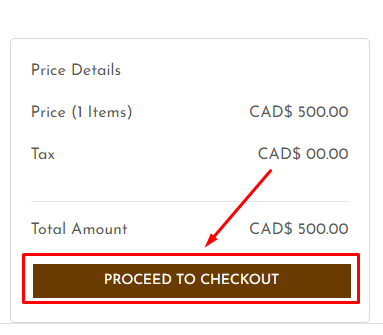 Price Details
Price (1 Items) CAD$ 500.00
Tax CAD$ 00.00
Total Amount CAD$ 500.00
PROCEED TO CHECKOUT